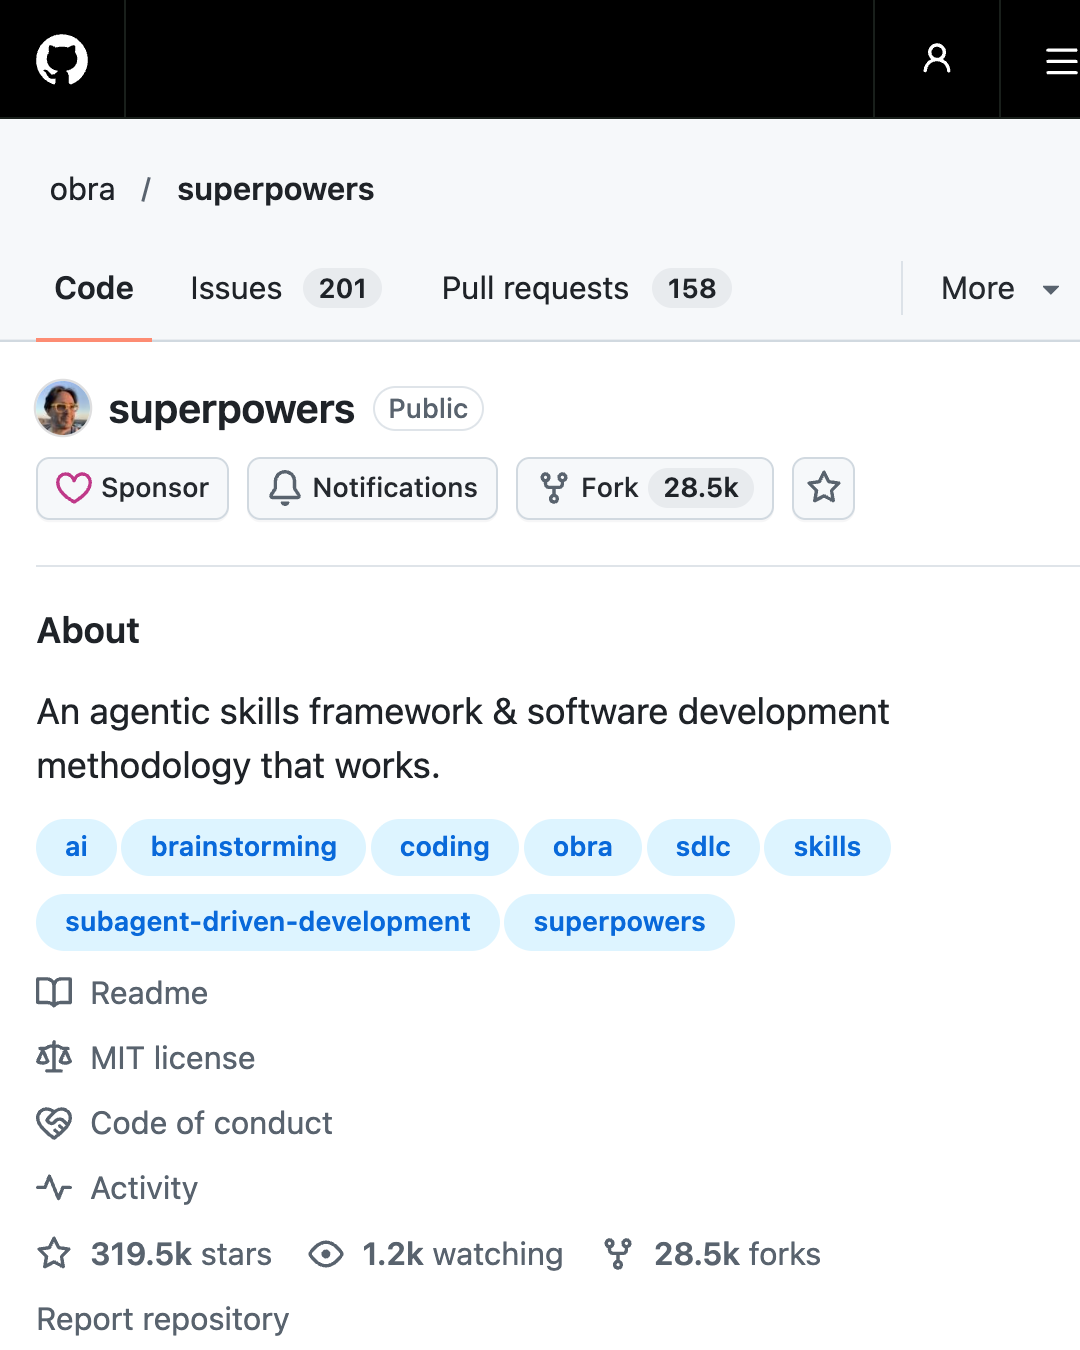 obra / superpowers
Code Issues 201 Pull requests 158 More
superpowers Public
Sponsor Notifications Fork 28.5k
About
An agentic skills framework & software development
methodology that works.
ai brainstorming coding obra sdlc skills
subagent-driven-development superpowers
Readme
MIT license
Code of conduct
Activity
319.5k stars 1.2k watching 28.5k forks
Report repository